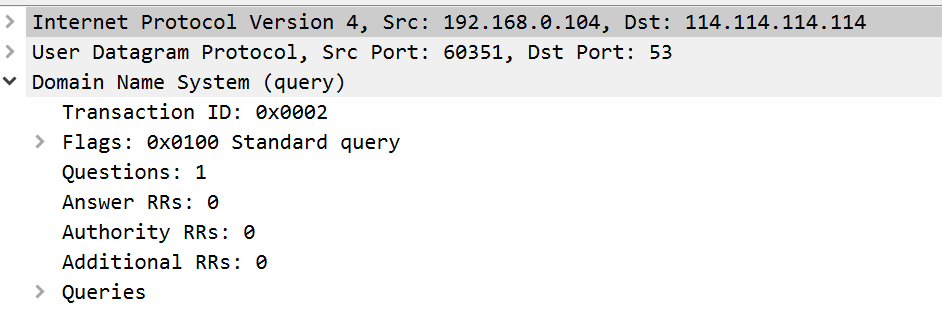 Internet Protocol Version 4, Src: 192.168.0.104, Dst: 114.114.114.114
User Datagram Protocol, Src Port: 60351, Dst Port: 53
Domain Name System (query)
Transaction ID: 0x0002
Flags: 0x0100 Standard query
Questions: 1
Answer RRs: 0
Authority RRs: 0
Additional RRs: 0
Queries